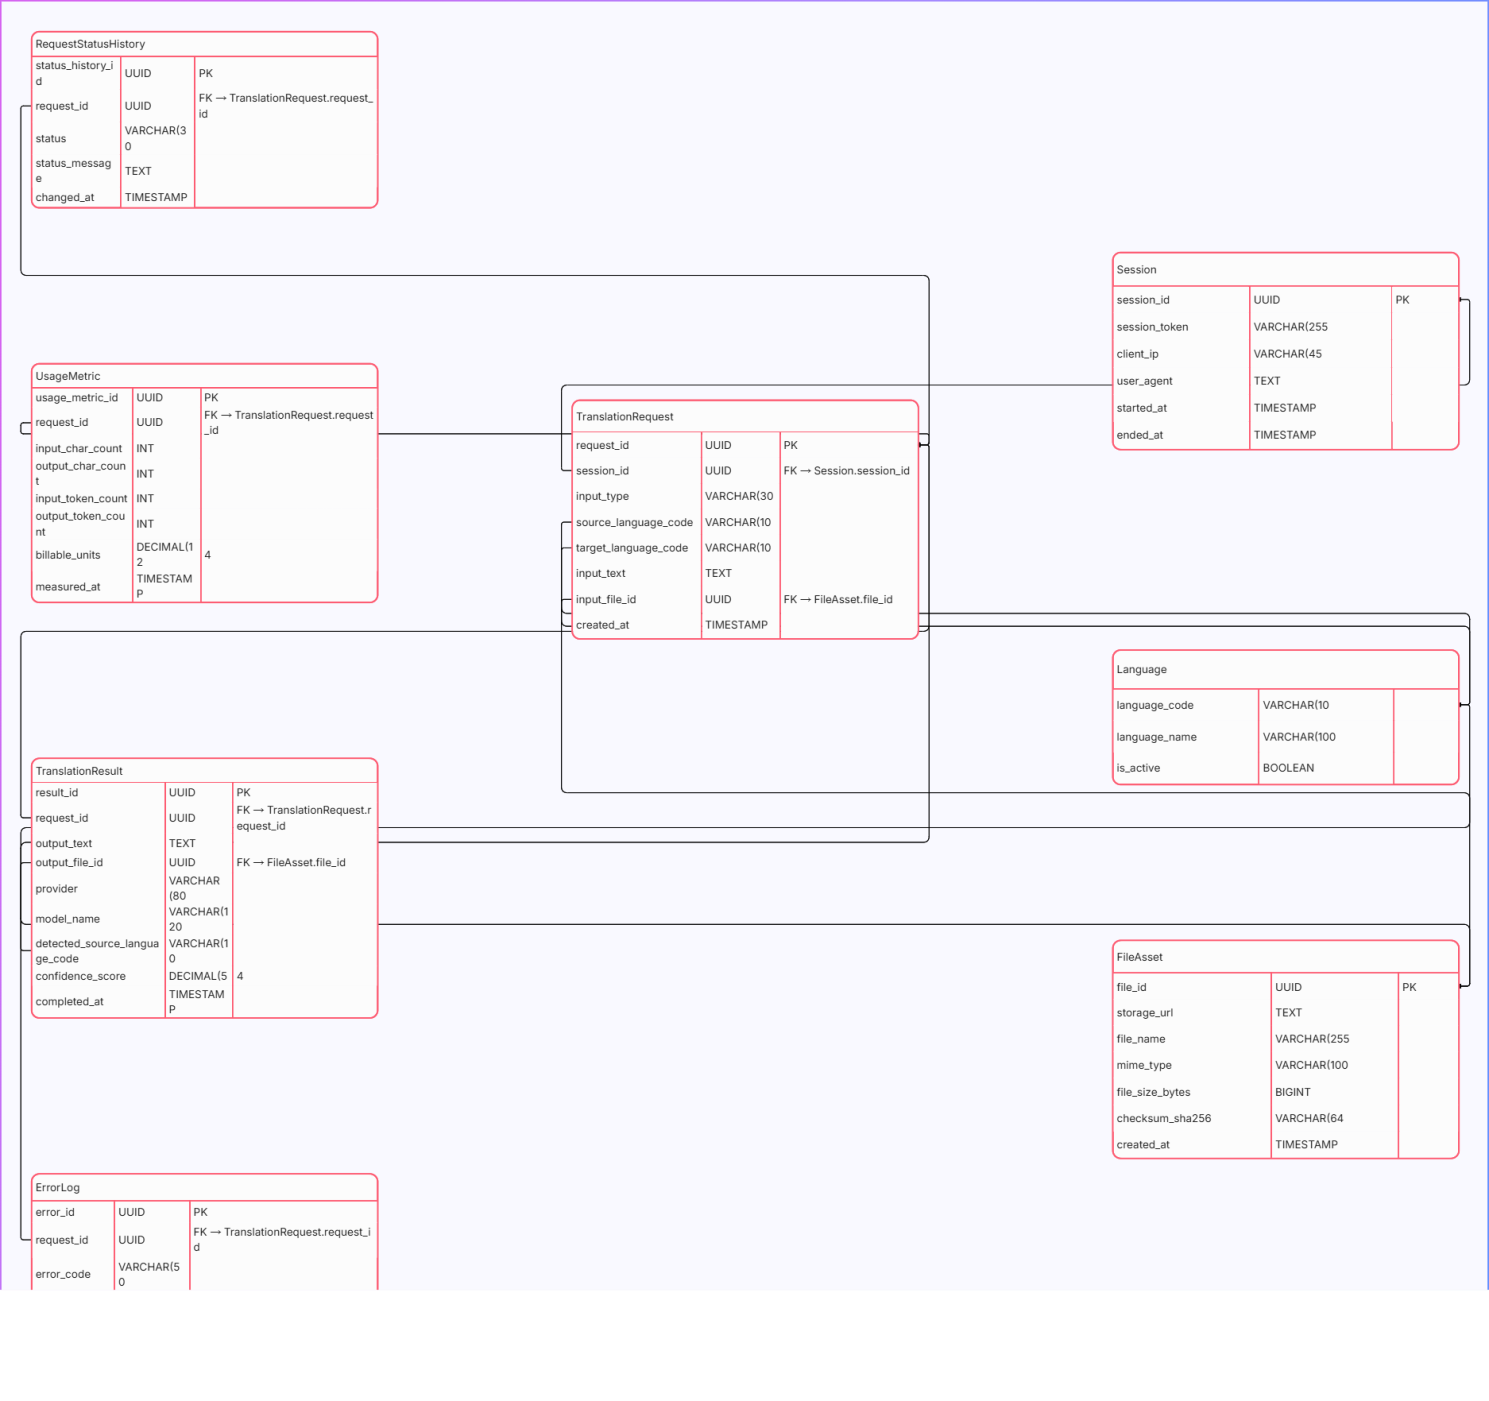 RequestStatusHistory
status_history_i
d
UUID
PK
request_id
UUID
FK → TranslationRequest.request_
id
status
VARCHAR(3
0
status_messag
e
TEXT
changed_at
TIMESTAMP
Session
session_id
UUID
PK
session_token
VARCHAR(255
client_ip
VARCHAR(45
user_agent
TEXT
started_at
TIMESTAMP
ended_at
TIMESTAMP
UsageMetric
usage_metric_id
UUID
PK
request_id
UUID
FK → TranslationRequest.request
_id
input_char_count
INT
output_char_coun
t
INT
input_token_count
INT
output_token_cou
nt
INT
billable_units
DECIMAL(1
2
4
measured_at
TIMESTAM
P
TranslationRequest
request_id
UUID
PK
session_id
UUID
FK → Session.session_id
input_type
VARCHAR(30
source_language_code
VARCHAR(10
target_language_code
VARCHAR(10
input_text
TEXT
input_file_id
UUID
FK → FileAsset.file_id
created_at
TIMESTAMP
Language
language_code
VARCHAR(10
language_name
VARCHAR(100
is_active
BOOLEAN
TranslationResult
result_id
UUID
PK
request_id
UUID
FK → TranslationRequest.r
equest_id
output_text
TEXT
output_file_id
UUID
FK → FileAsset.file_id
provider
VARCHAR
(80
model_name
VARCHAR(1
20
detected_source_langua
ge_code
VARCHAR(1
0
confidence_score
DECIMAL(5
4
completed_at
TIMESTAM
P
FileAsset
file_id
UUID
PK
storage_url
TEXT
file_name
VARCHAR(255
mime_type
VARCHAR(100
file_size_bytes
BIGINT
checksum_sha256
VARCHAR(64
created_at
TIMESTAMP
ErrorLog
error_id
UUID
PK
request_id
UUID
FK → TranslationRequest.request_i
d
error_code
VARCHAR(5
0